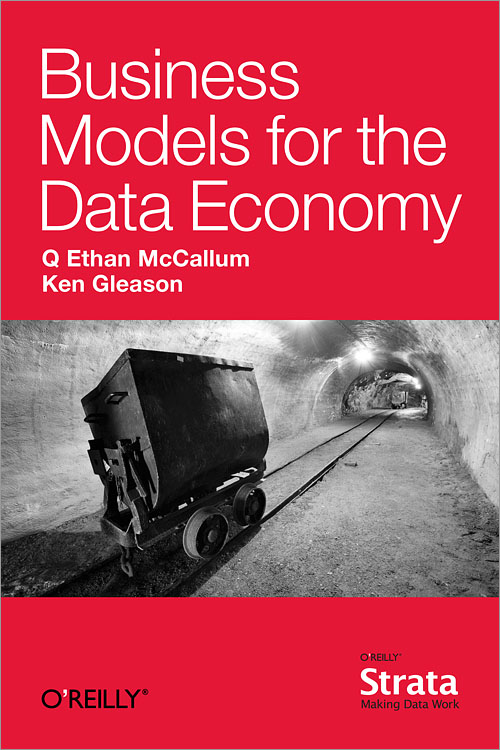 Business
Models for the
Data Economy
Q Ethan McCallum
Ken Gleason
O'REILLY®
O'REILLY®
Strata
Making Data Work